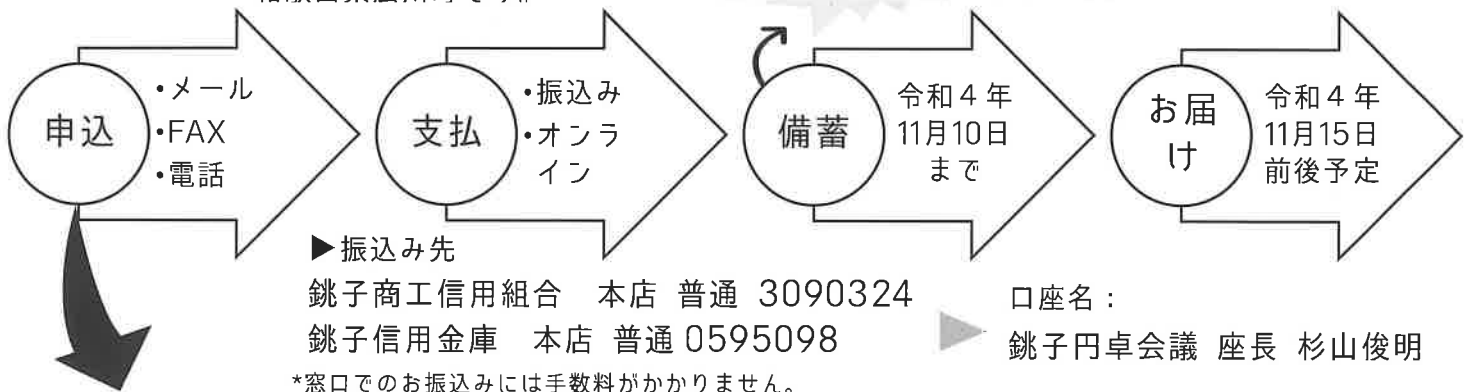 申込
・メール
・FAX
・電話
支払
・振込み
・オンラ
イン
備蓄
令和４年
11月10日
まで
お届
け
令和４年
11月15日
前後予定
▶振込み先
銚子商工信用組合　本店 普通 3090324
銚子信用金庫　本店 普通 0595098
口座名：
銚子円卓会議 座長 杉山俊明
*窓口でのお振込みには手数料がかかりません。